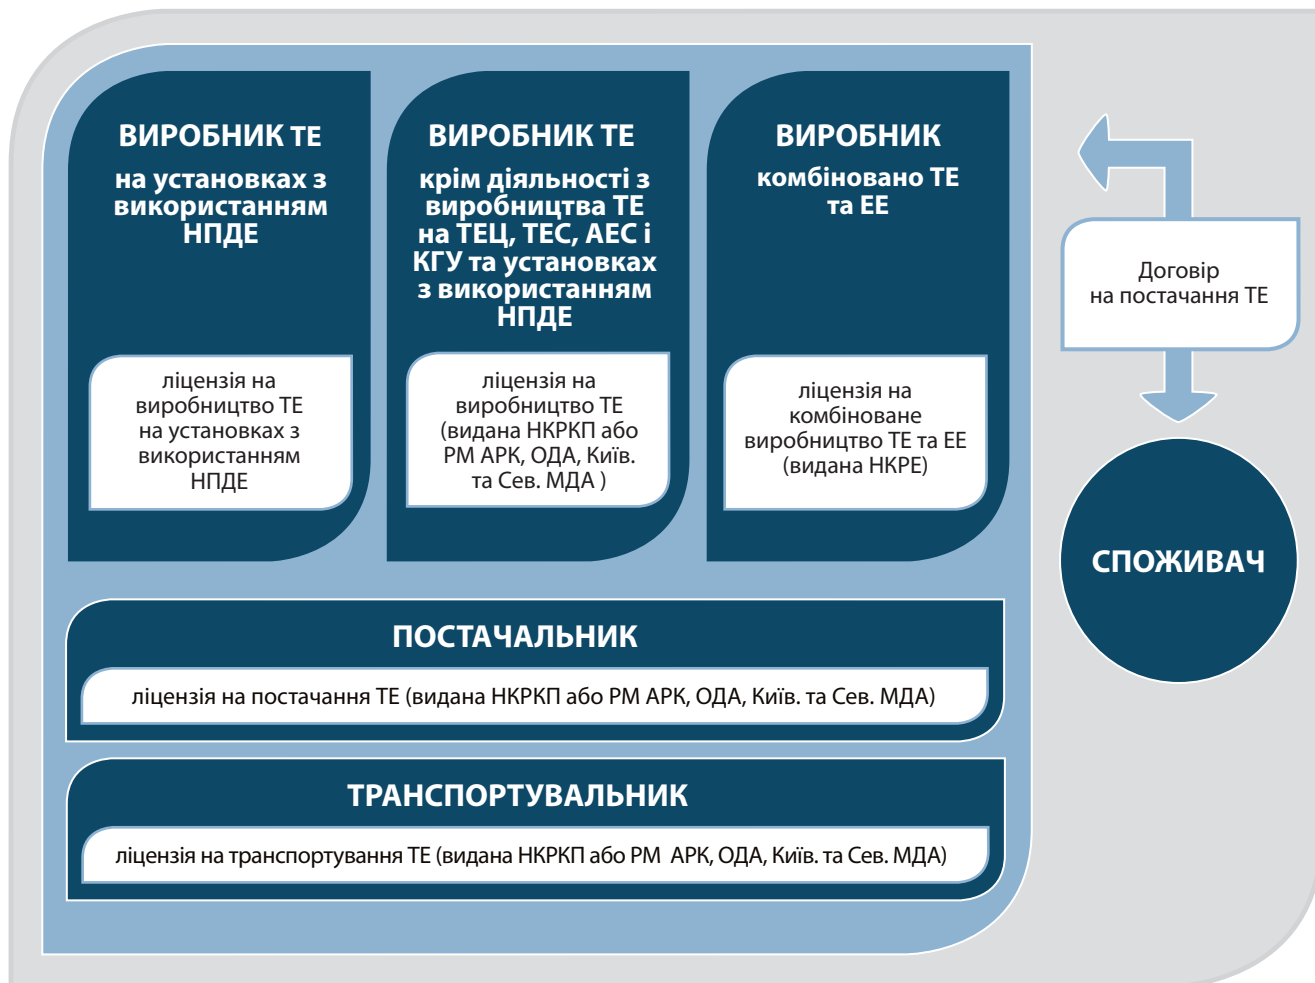 ВИРОБНИК ТЕ
на установках з
використанням
НПДЕ
ліцензія на
виробництво ТЕ
на установках з
використанням
НПДЕ
ВИРОБНИК ТЕ
крім діяльності з
виробництва ТЕ
на ТЕЦ, ТЕС, АЕС і
КГУ та установках
з використанням
НПДЕ
ліцензія на
виробництво ТЕ
(видана НКРКП або
РМ АРК, ОДА, Київ.
та Сев. МДА )
ВИРОБНИК
комбіновано ТЕ
та ЕЕ
ліцензія на
комбіноване
виробництво ТЕ та ЕЕ
(видана НКРЕ)
Договір
на постачання ТЕ
СПОЖИВАЧ
ПОСТАЧАЛЬНИК
ліцензія на постачання ТЕ (видана НКРКП або РМ АРК, ОДА, Київ. та Сев. МДА)
ТРАНСПОРТУВАЛЬНИК
ліцензія на транспортування ТЕ (видана НКРКП або РМ АРК, ОДА, Київ. та Сев. МДА)